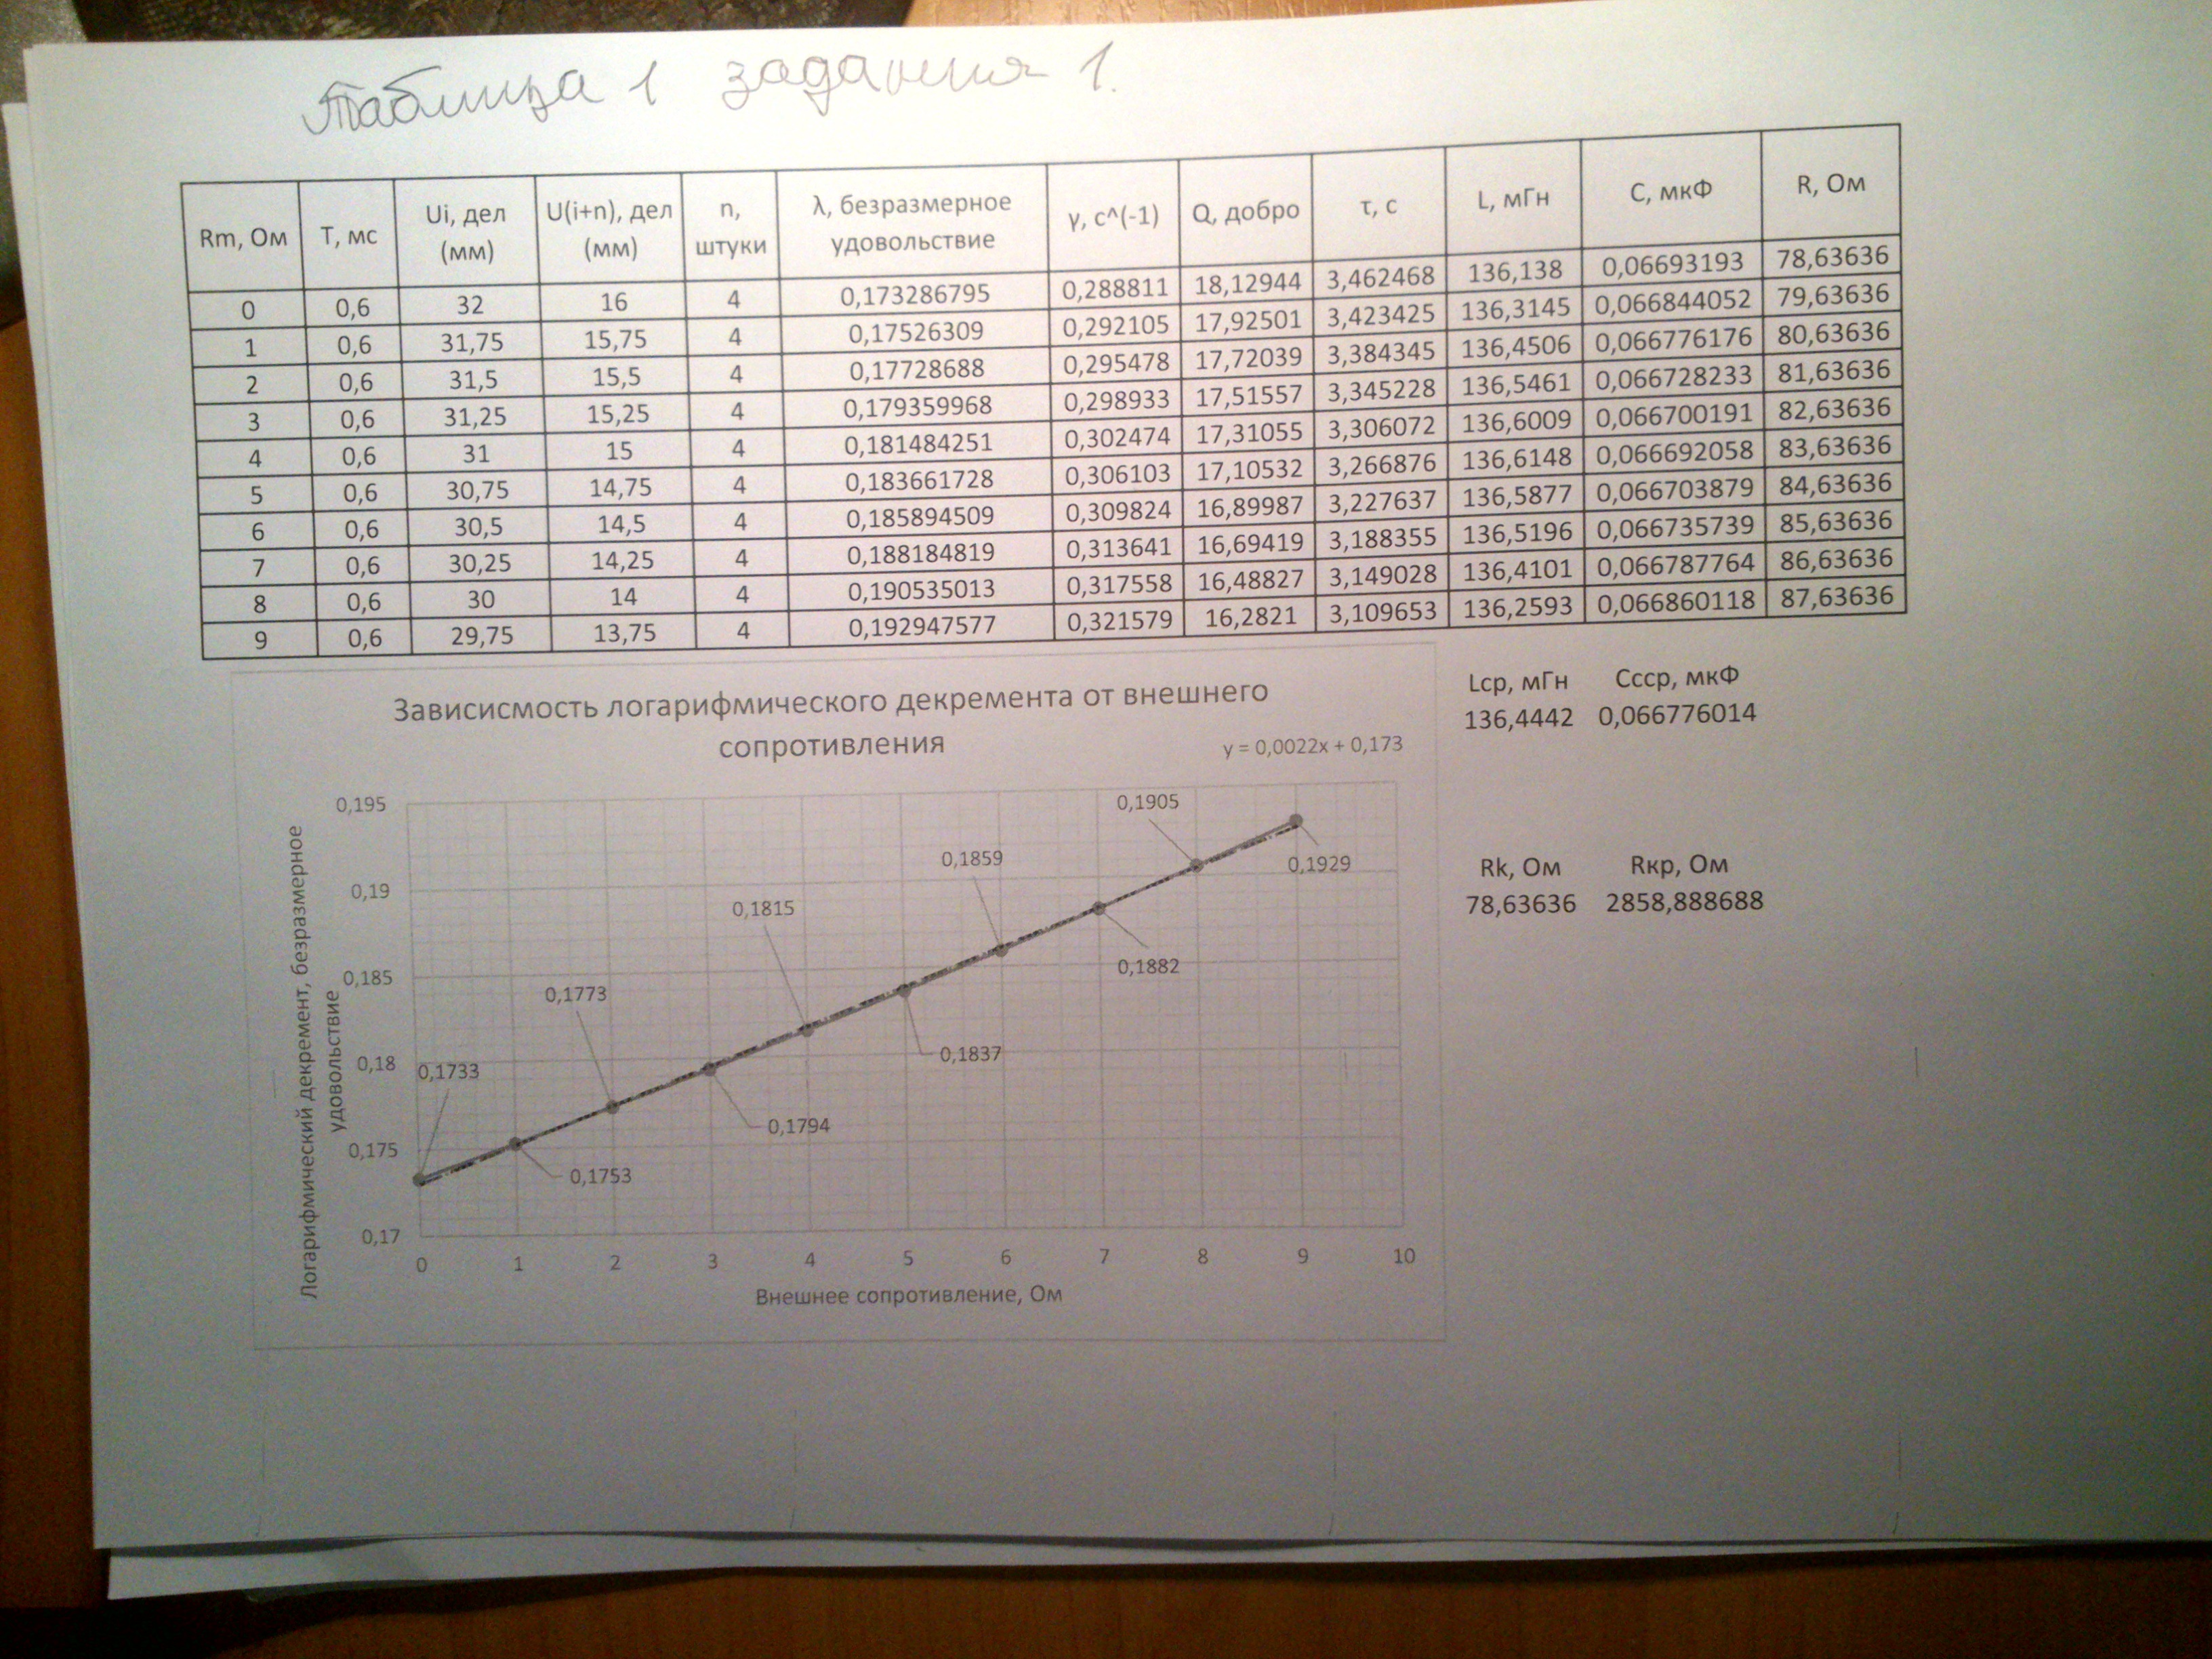 Таблица 1 задания 1.
Rm, Ом T, мс Ui, дел (мм) U(i+n), дел (мм) n, штуки λ, безразмерное удовольствие γ, с^(-1) Q, добро τ, с L, мГн C, мкФ R, Ом
0 0,6 32 16 4 0,173286795 0,288811 18,12944 3,462468 136,138 0,06693193 78,63636
1 0,6 31,75 15,75 4 0,17526309 0,292105 17,92501 3,423425 136,3145 0,066844052 79,63636
2 0,6 31,5 15,5 4 0,17728688 0,295478 17,72039 3,384345 136,4506 0,066776176 80,63636
3 0,6 31,25 15,25 4 0,179359968 0,298933 17,51557 3,345228 136,5461 0,066728233 81,63636
4 0,6 31 15 4 0,181484251 0,302474 17,31055 3,306072 136,6009 0,066700191 82,63636
5 0,6 30,75 14,75 4 0,183661728 0,306103 17,10532 3,266876 136,6148 0,066692058 83,63636
6 0,6 30,5 14,5 4 0,185894509 0,309824 16,89987 3,227637 136,5877 0,066703879 84,63636
7 0,6 30,25 14,25 4 0,188184819 0,313641 16,69419 3,188355 136,5196 0,066735739 85,63636
8 0,6 30 14 4 0,190535013 0,317558 16,48827 3,149028 136,4101 0,066787764 86,63636
9 0,6 29,75 13,75 4 0,192947577 0,321579 16,2821 3,109653 136,2593 0,066860118 87,63636
Lср, мГн Cсср, мкФ
136,4442 0,066776014
Rk, Ом Rкр, Ом
78,63636 2858,888688
Зависисмость логарифмического декремента от внешнего
сопротивления
y = 0,0022x + 0,173
Логарифмический декремент, безразмерное
удовольствие
0,195
0,19
0,185
0,18
0,175
0,17
0,1733
0,1753
0,1773
0,1794
0,1815
0,1837
0,1859
0,1882
0,1905
0,1929
0 1 2 3 4 5 6 7 8 9 10
Внешнее сопротивление, Ом